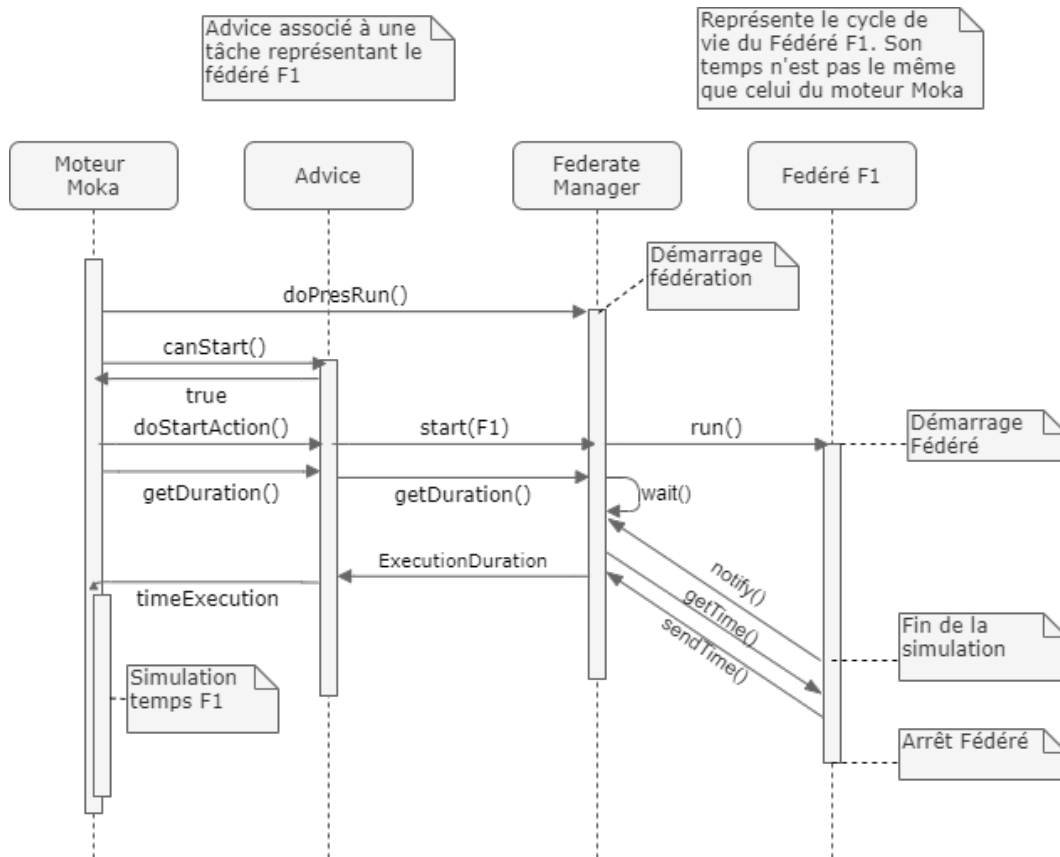 Advice associé à une
tâche représentant le
fédéré F1
Représente le cycle de
vie du Fédéré F1. Son
temps n'est pas le même
que celui du moteur Moka
Moteur
Moka
Advice
Federate
Manager
Fedéré F1
Démarrage
fédération
doPresRun()
canStart()
true
doStartAction()
start(F1)
run()
Démarrage
Fédéré
getDuration()
getDuration()
wait()
ExecutionDuration
timeExecution
notify()
getTime()
sendTime()
Fin de la
simulation
Simulation
temps F1
Arrêt Fédéré